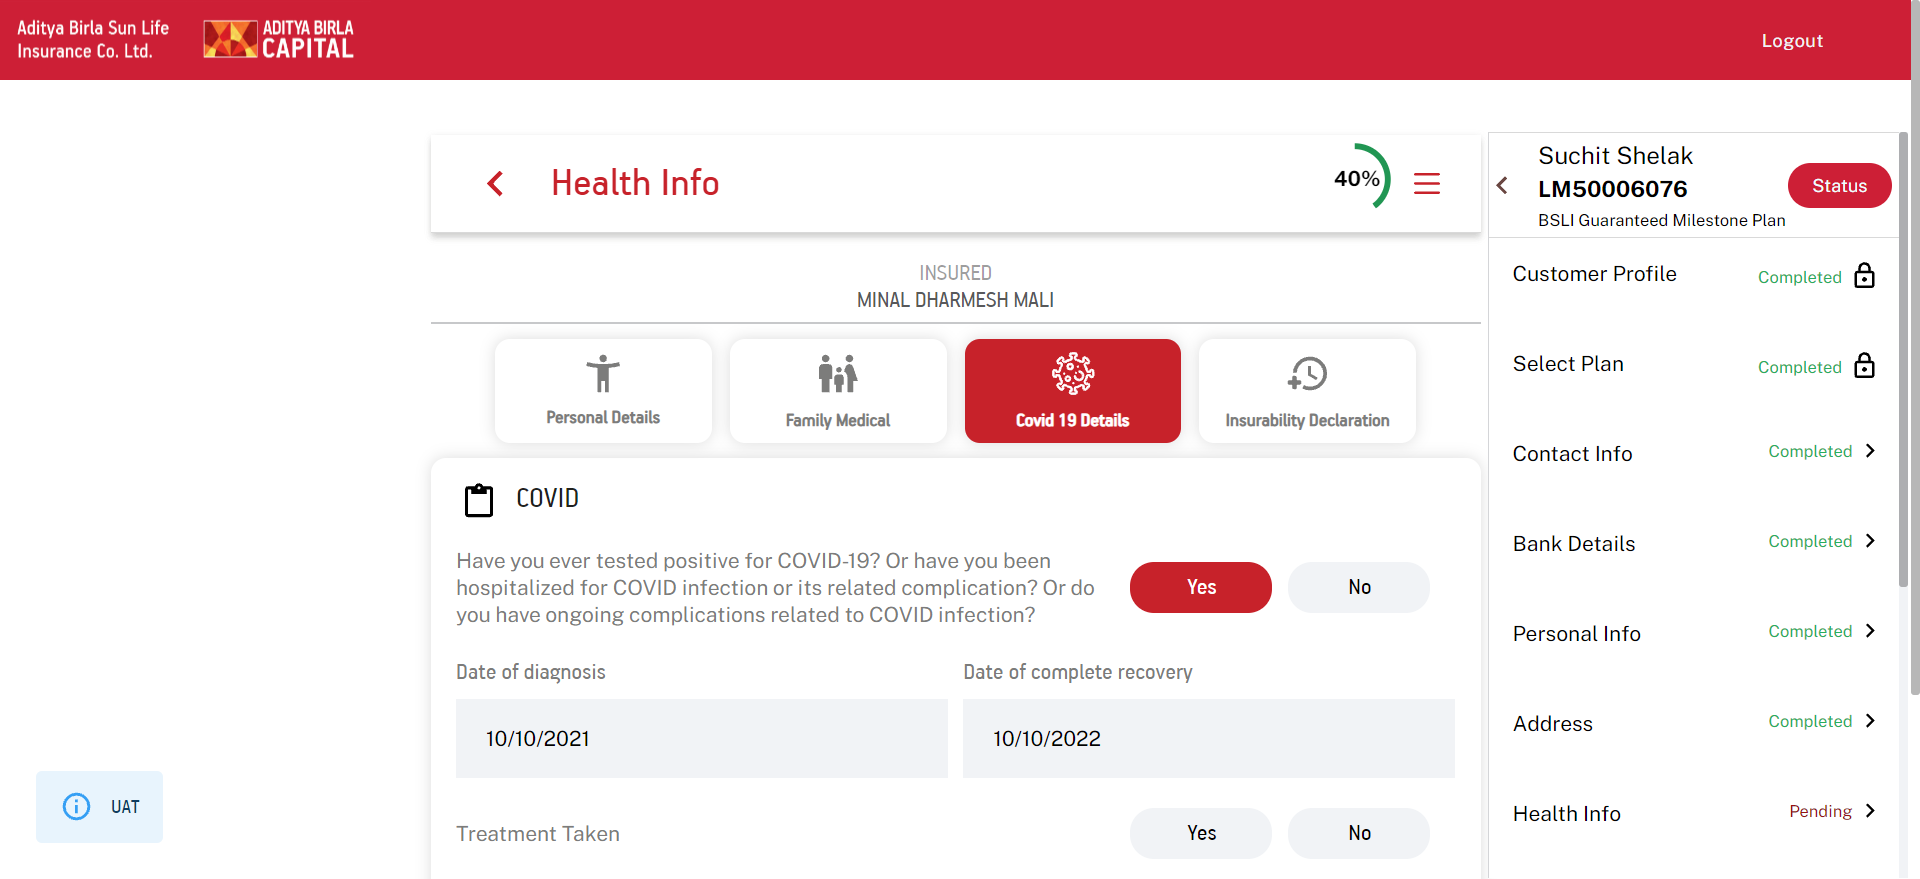 Aditya Birla Sun Life
Insurance Co. Ltd.
ADITYA BIRLA
CAPITAL
Logout
Health Info
40%
INSURED
MINAL DHARMESH MALI
Personal Details
Family Medical
Covid 19 Details
Insurability Declaration
COVID
Have you ever tested positive for COVID-19? Or have you been
hospitalized for COVID infection or its related complication? Or do
you have ongoing complications related to COVID infection?
Yes
No
Date of diagnosis
Date of complete recovery
10/10/2021
10/10/2022
Treatment Taken
Yes
No
UAT
Suchit Shelak
LM50006076
BSLI Guaranteed Milestone Plan
Status
Customer Profile
Completed
Select Plan
Completed
Contact Info
Completed
Bank Details
Completed
Personal Info
Completed
Address
Completed
Health Info
Pending